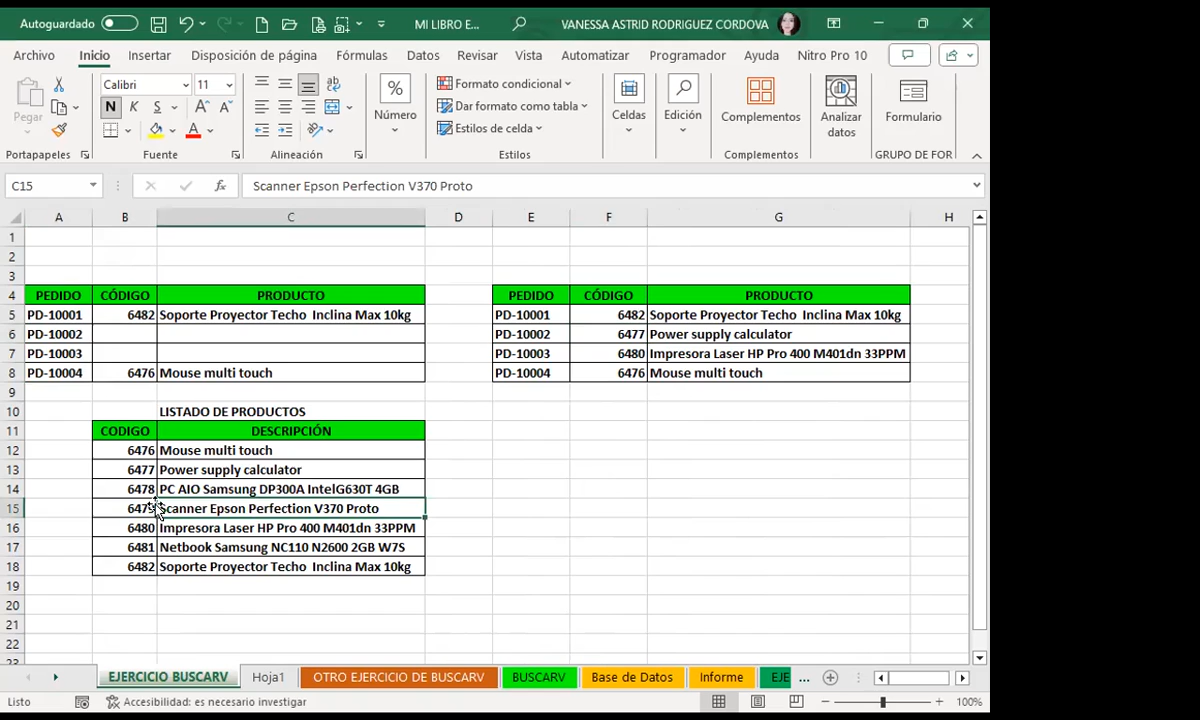 Autoguardado MI LIBRO E... VANESSA ASTRID RODRIGUEZ CORDOVA
Archivo Inicio Insertar Disposición de página Fórmulas Datos Revisar Vista Automatizar Programador Ayuda Nitro Pro 10
Pegar
Calibri 11
N K S
Número
Formato condicional
Dar formato como tabla
Estilos de celda
Celdas
Edición
Complementos
Analizar datos
Formulario
Portapapeles Fuente Alineación Estilos Complementos GRUPO DE FOR
C15 fx Scanner Epson Perfection V370 Proto
A B C D E F G H
1
2
3
4 PEDIDO CÓDIGO PRODUCTO PEDIDO CÓDIGO PRODUCTO
5 PD-10001 6482 Soporte Proyector Techo Inclina Max 10kg PD-10001 6482 Soporte Proyector Techo Inclina Max 10kg
6 PD-10002 PD-10002 6477 Power supply calculator
7 PD-10003 PD-10003 6480 Impresora Laser HP Pro 400 M401dn 33PPM
8 PD-10004 6476 Mouse multi touch PD-10004 6476 Mouse multi touch
9
10 LISTADO DE PRODUCTOS
11 CODIGO DESCRIPCIÓN
12 6476 Mouse multi touch
13 6477 Power supply calculator
14 6478 PC AIO Samsung DP300A IntelG630T 4GB
15 6479 Scanner Epson Perfection V370 Proto
16 6480 Impresora Laser HP Pro 400 M401dn 33PPM
17 6481 Netbook Samsung NC110 N2600 2GB W7S
18 6482 Soporte Proyector Techo Inclina Max 10kg
19
20
21
22
23
EJERCICIO BUSCARV Hoja1 OTRO EJERCICIO DE BUSCARV BUSCARV Base de Datos Informe EJE ...
Listo Accesibilidad: es necesario investigar 100%